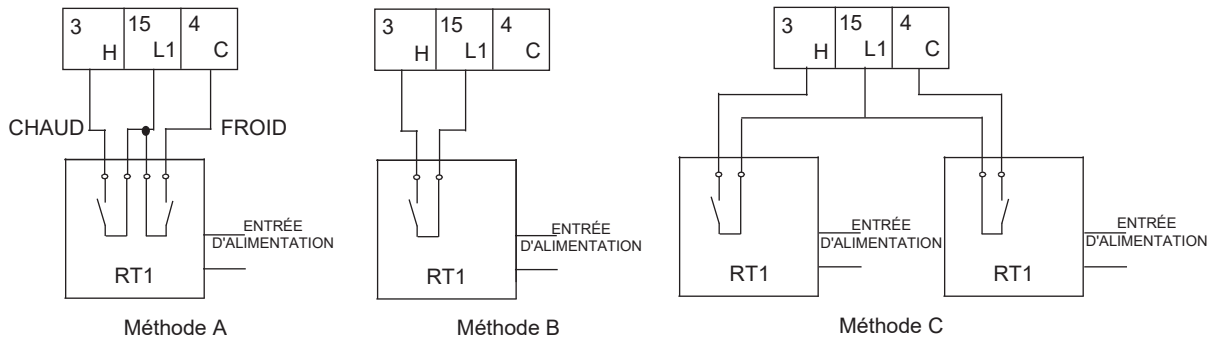 3 15 4
H L1 C
CHAUD FROID
ENTRÉE
D'ALIMENTATION
RT1
Méthode A
3 15 4
H L1 C
ENTRÉE
D'ALIMENTATION
RT1
Méthode B
3 15 4
H L1 C
ENTRÉE
D'ALIMENTATION
RT1
ENTRÉE
D'ALIMENTATION
RT1
Méthode C